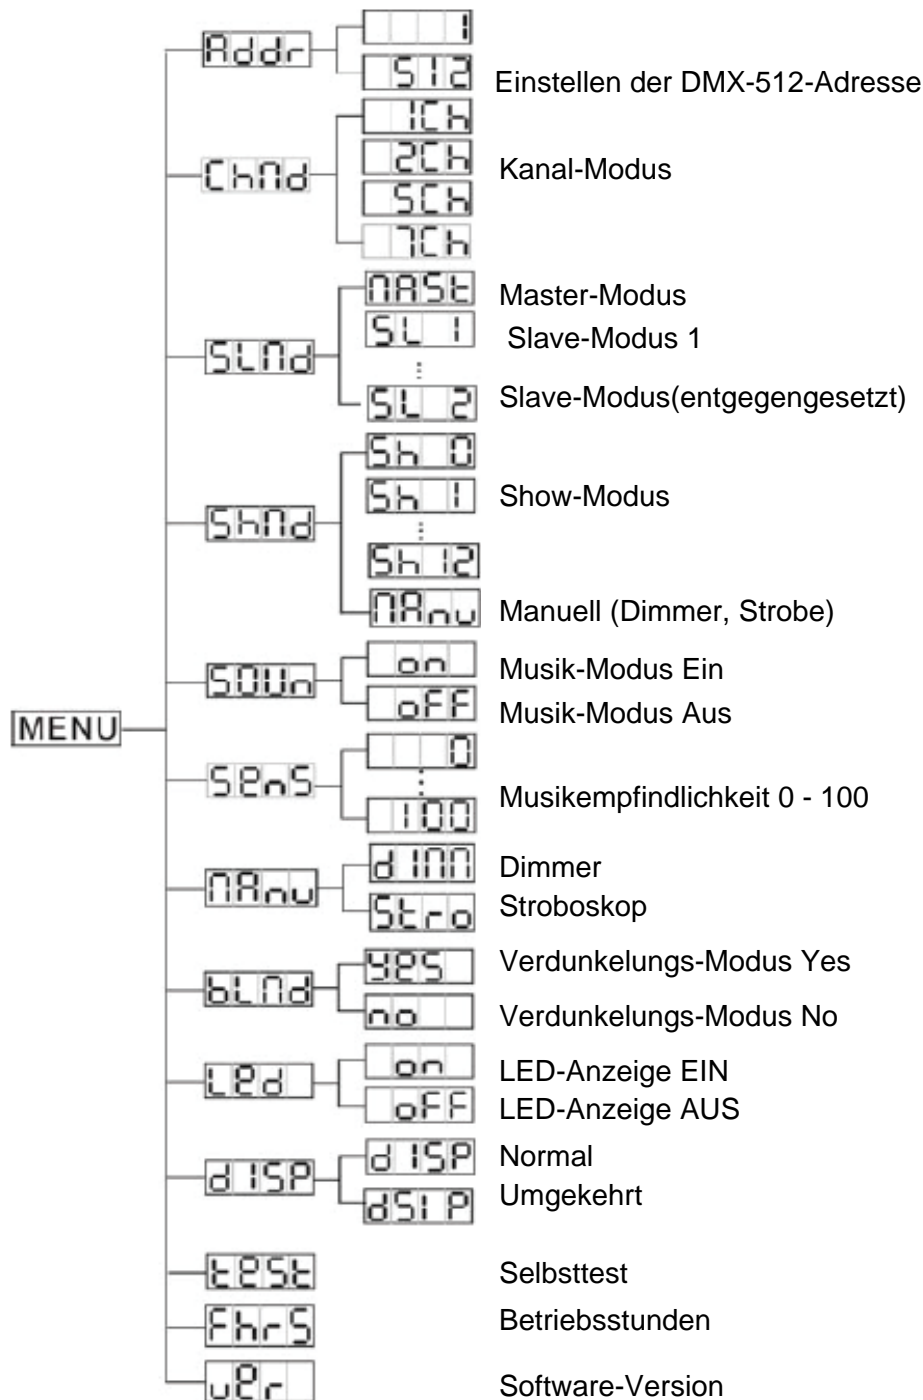 Addr
1
512
Einstellen der DMX-512-Adresse
ChMd
1Ch
2Ch
5Ch
7Ch
Kanal-Modus
SLMd
MASt
Master-Modus
SL 1
Slave-Modus 1
SL 2
Slave-Modus(entgegengesetzt)
ShMd
Sh 0
Sh 1
Show-Modus
Sh12
MAnu
Manuell (Dimmer, Strobe)
SOUn
on
Musik-Modus Ein
oFF
Musik-Modus Aus
MENU
SenS
0
100
Musikempfindlichkeit 0 - 100
MAnu
dIMM
Dimmer
Stro
Stroboskop
bLMd
yes
Verdunkelungs-Modus Yes
no
Verdunkelungs-Modus No
Led
on
LED-Anzeige EIN
oFF
LED-Anzeige AUS
dISP
dISP
Normal
dSIP
Umgekehrt
teSt
Selbsttest
FhrS
Betriebsstunden
ver
Software-Version